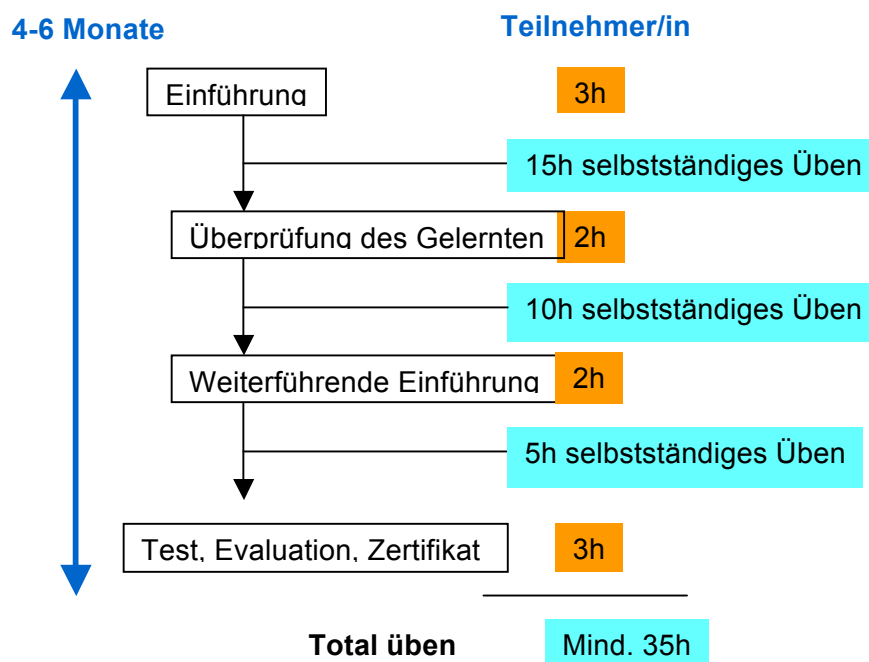 4-6 Monate
Teilnehmer/in
Einführung
3h
15h selbstständiges Üben
Überprüfung des Gelernten
2h
10h selbstständiges Üben
Weiterführende Einführung
2h
5h selbstständiges Üben
Test, Evaluation, Zertifikat
3h
Total üben
Mind. 35h